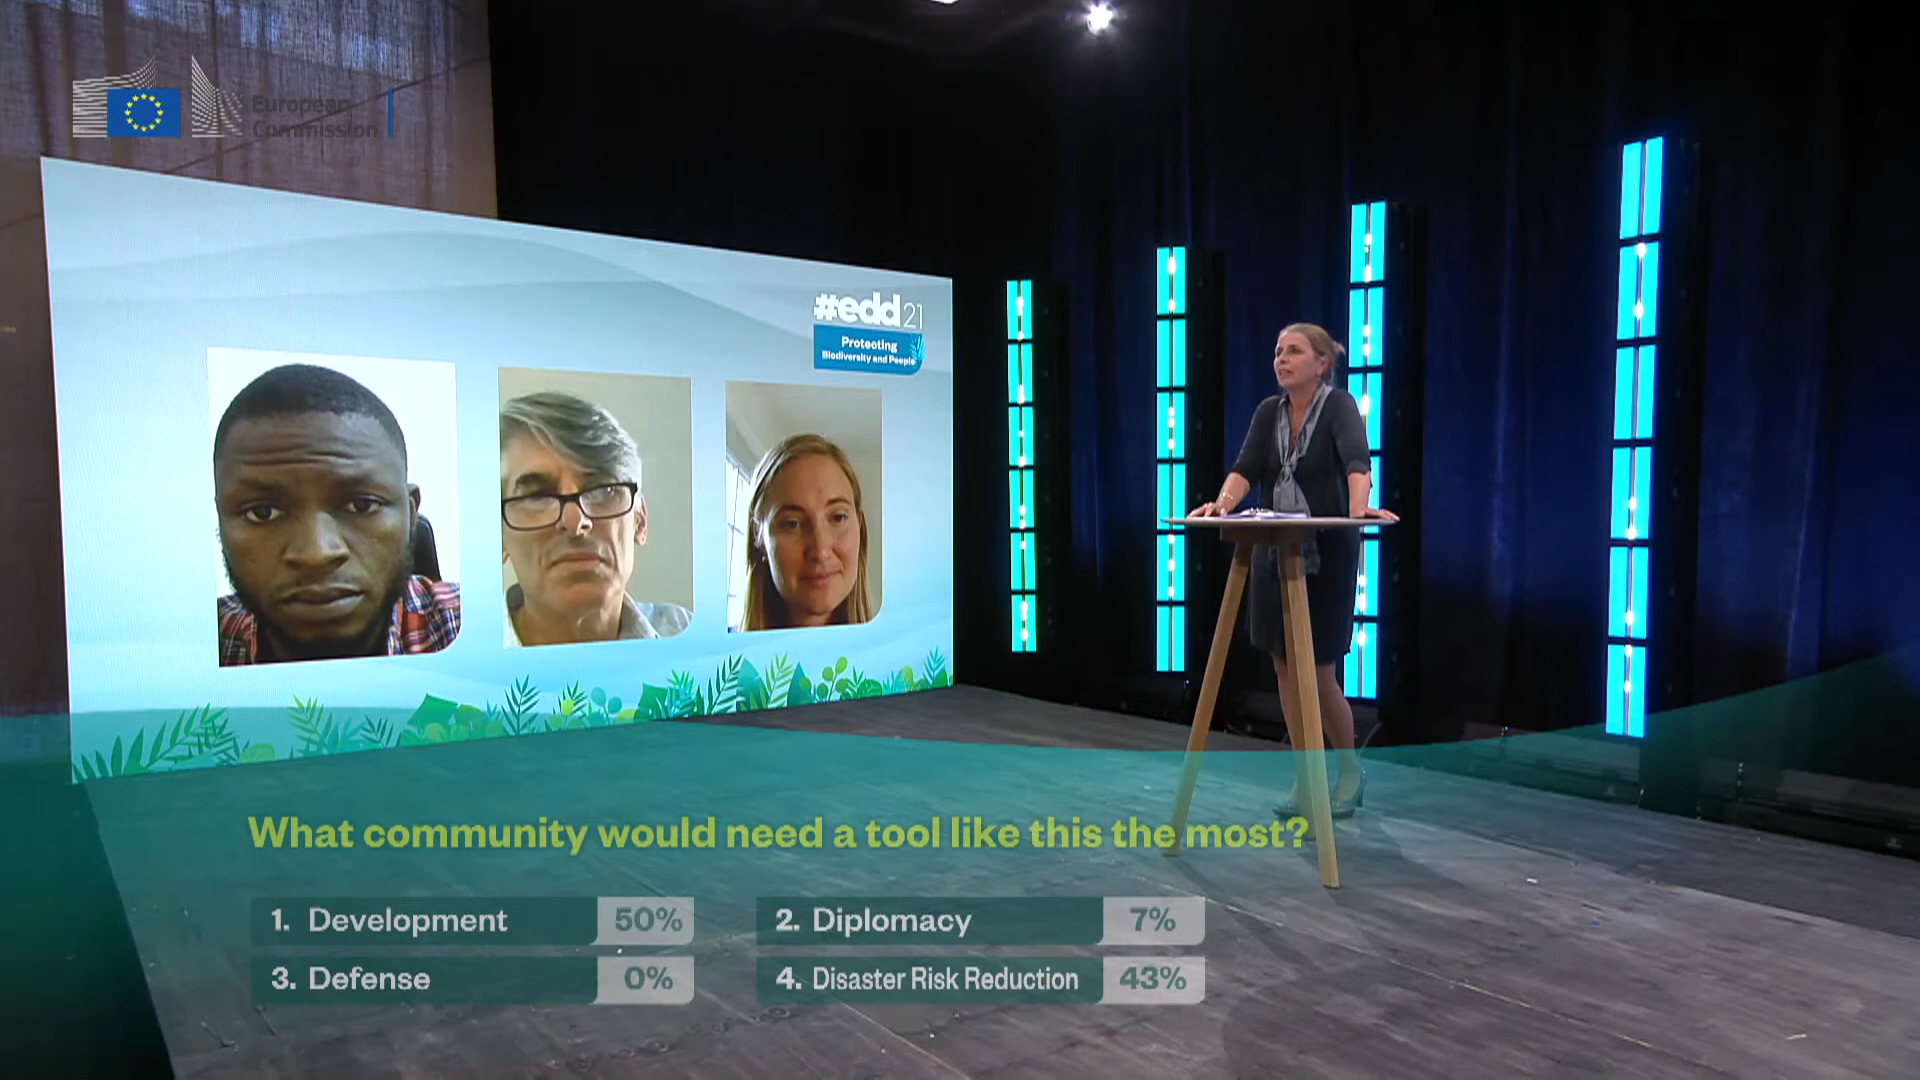 European
Commission
#edd21
Protecting
Biodiversity and People
What community would need a tool like this the most?
1. Development 50%
2. Diplomacy 7%
3. Defense 0%
4. Disaster Risk Reduction 43%